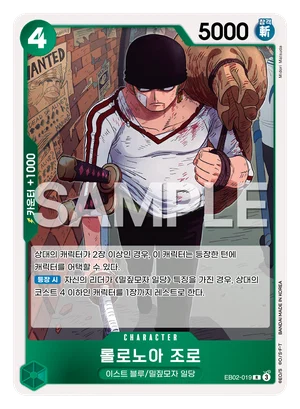 4
5000
참격
斬
WANTED
카운터 +1000
SAMPLE
상대의 캐릭터가 2장 이상인 경우, 이 캐릭터는 등장한 턴에
캐릭터를 어택할 수 있다.
등장 시 자신의 리더가 《밀짚모자 일당》 특징을 가진 경우, 상대의
코스트 4 이하인 캐릭터를 1장까지 레스트로 한다.
CHARACTER
롤로노아 조로
이스트 블루/밀짚모자 일당
EB02-019 R 3
BANDAI MADE IN KOREA